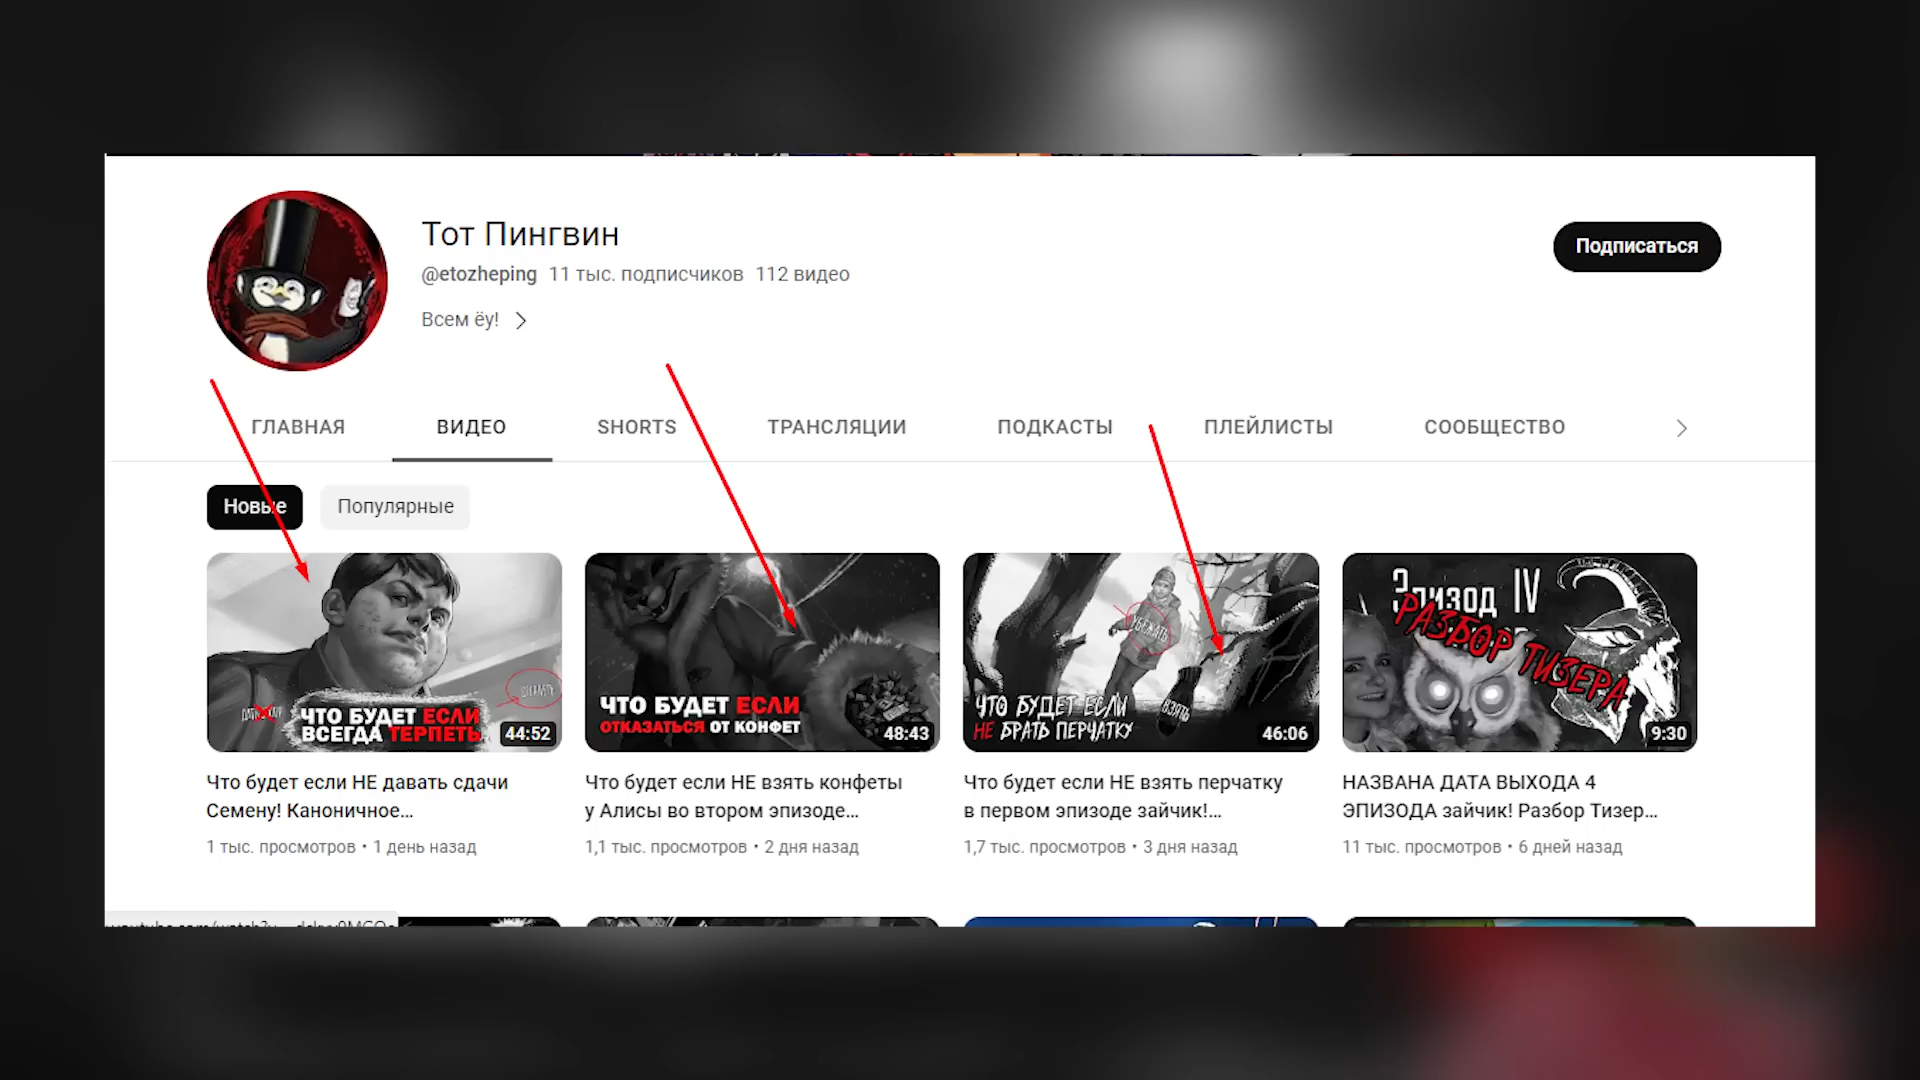 Тот Пингвин
@etozheping 11 тыс. подписчиков 112 видео
Всем ёу!
Подписаться
ГЛАВНАЯ ВИДЕО SHORTS ТРАНСЛЯЦИИ ПОДКАСТЫ ПЛЕЙЛИСТЫ СООБЩЕСТВО
Новые Популярные
ЧТО БУДЕТ ЕСЛИ
ВСЕГДА ТЕРПЕТЬ
44:52
ЧТО БУДЕТ ЕСЛИ
ОТКАЗАТЬСЯ ОТ КОНФЕТ
48:43
УБЕЖАТЬ
ЧТО БУДЕТ ЕСЛИ
НЕ БРАТЬ ПЕРЧАТКУ
ВЗЯТЬ
46:06
Эпизод IV
РАЗБОР ТИЗЕРА
9:30
Что будет если НЕ давать сдачи
Семену! Каноничное...
1 тыс. просмотров • 1 день назад
Что будет если НЕ взять конфеты
у Алисы во втором эпизоде...
1,1 тыс. просмотров • 2 дня назад
Что будет если НЕ взять перчатку
в первом эпизоде зайчик!...
1,7 тыс. просмотров • 3 дня назад
НАЗВАНА ДАТА ВЫХОДА 4
ЭПИЗОДА зайчик! Разбор Тизер...
11 тыс. просмотров • 6 дней назад